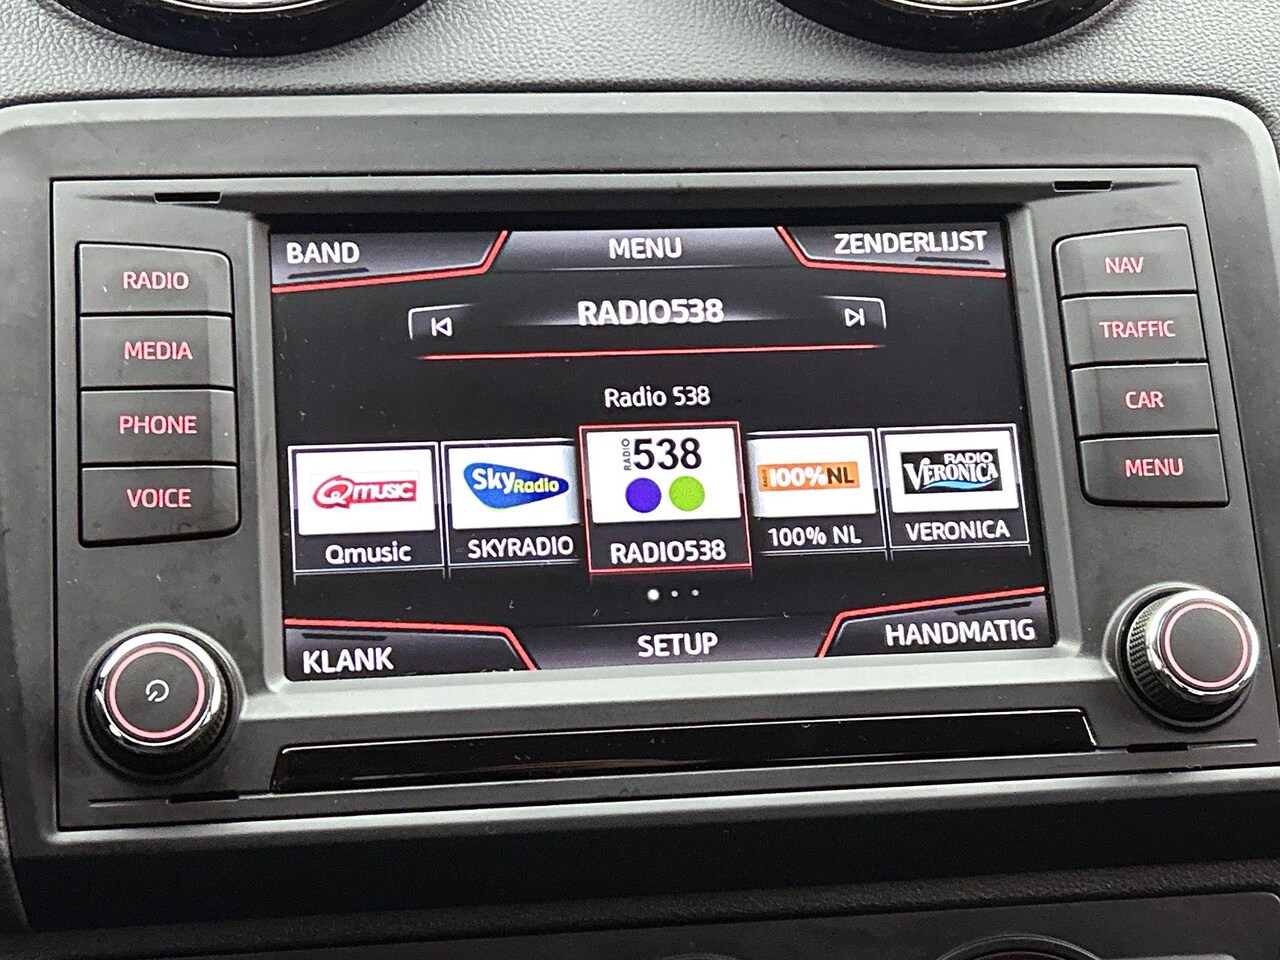 BAND
MENU
ZENDERLIJST
RADIO
MEDIA
PHONE
VOICE
RADIO538
Radio 538
Qmusic
Qmusic
Sky Radio
SKYRADIO
RADIO 538
RADIO538
RADIO 100%NL
100% NL
RADIO VERONICA
VERONICA
KLANK
SETUP
HANDMATIG
NAV
TRAFFIC
CAR
MENU